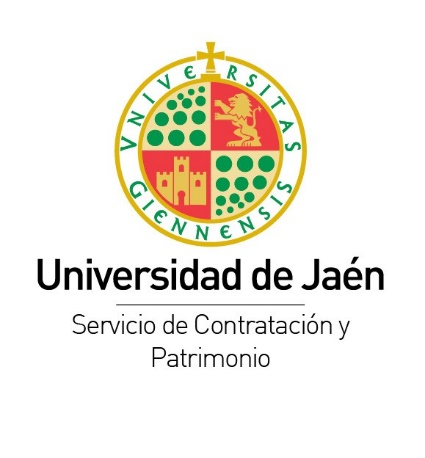 VNIVERSITAS
GIENNENSIS
Universidad de Jaén
Servicio de Contratación y
Patrimonio